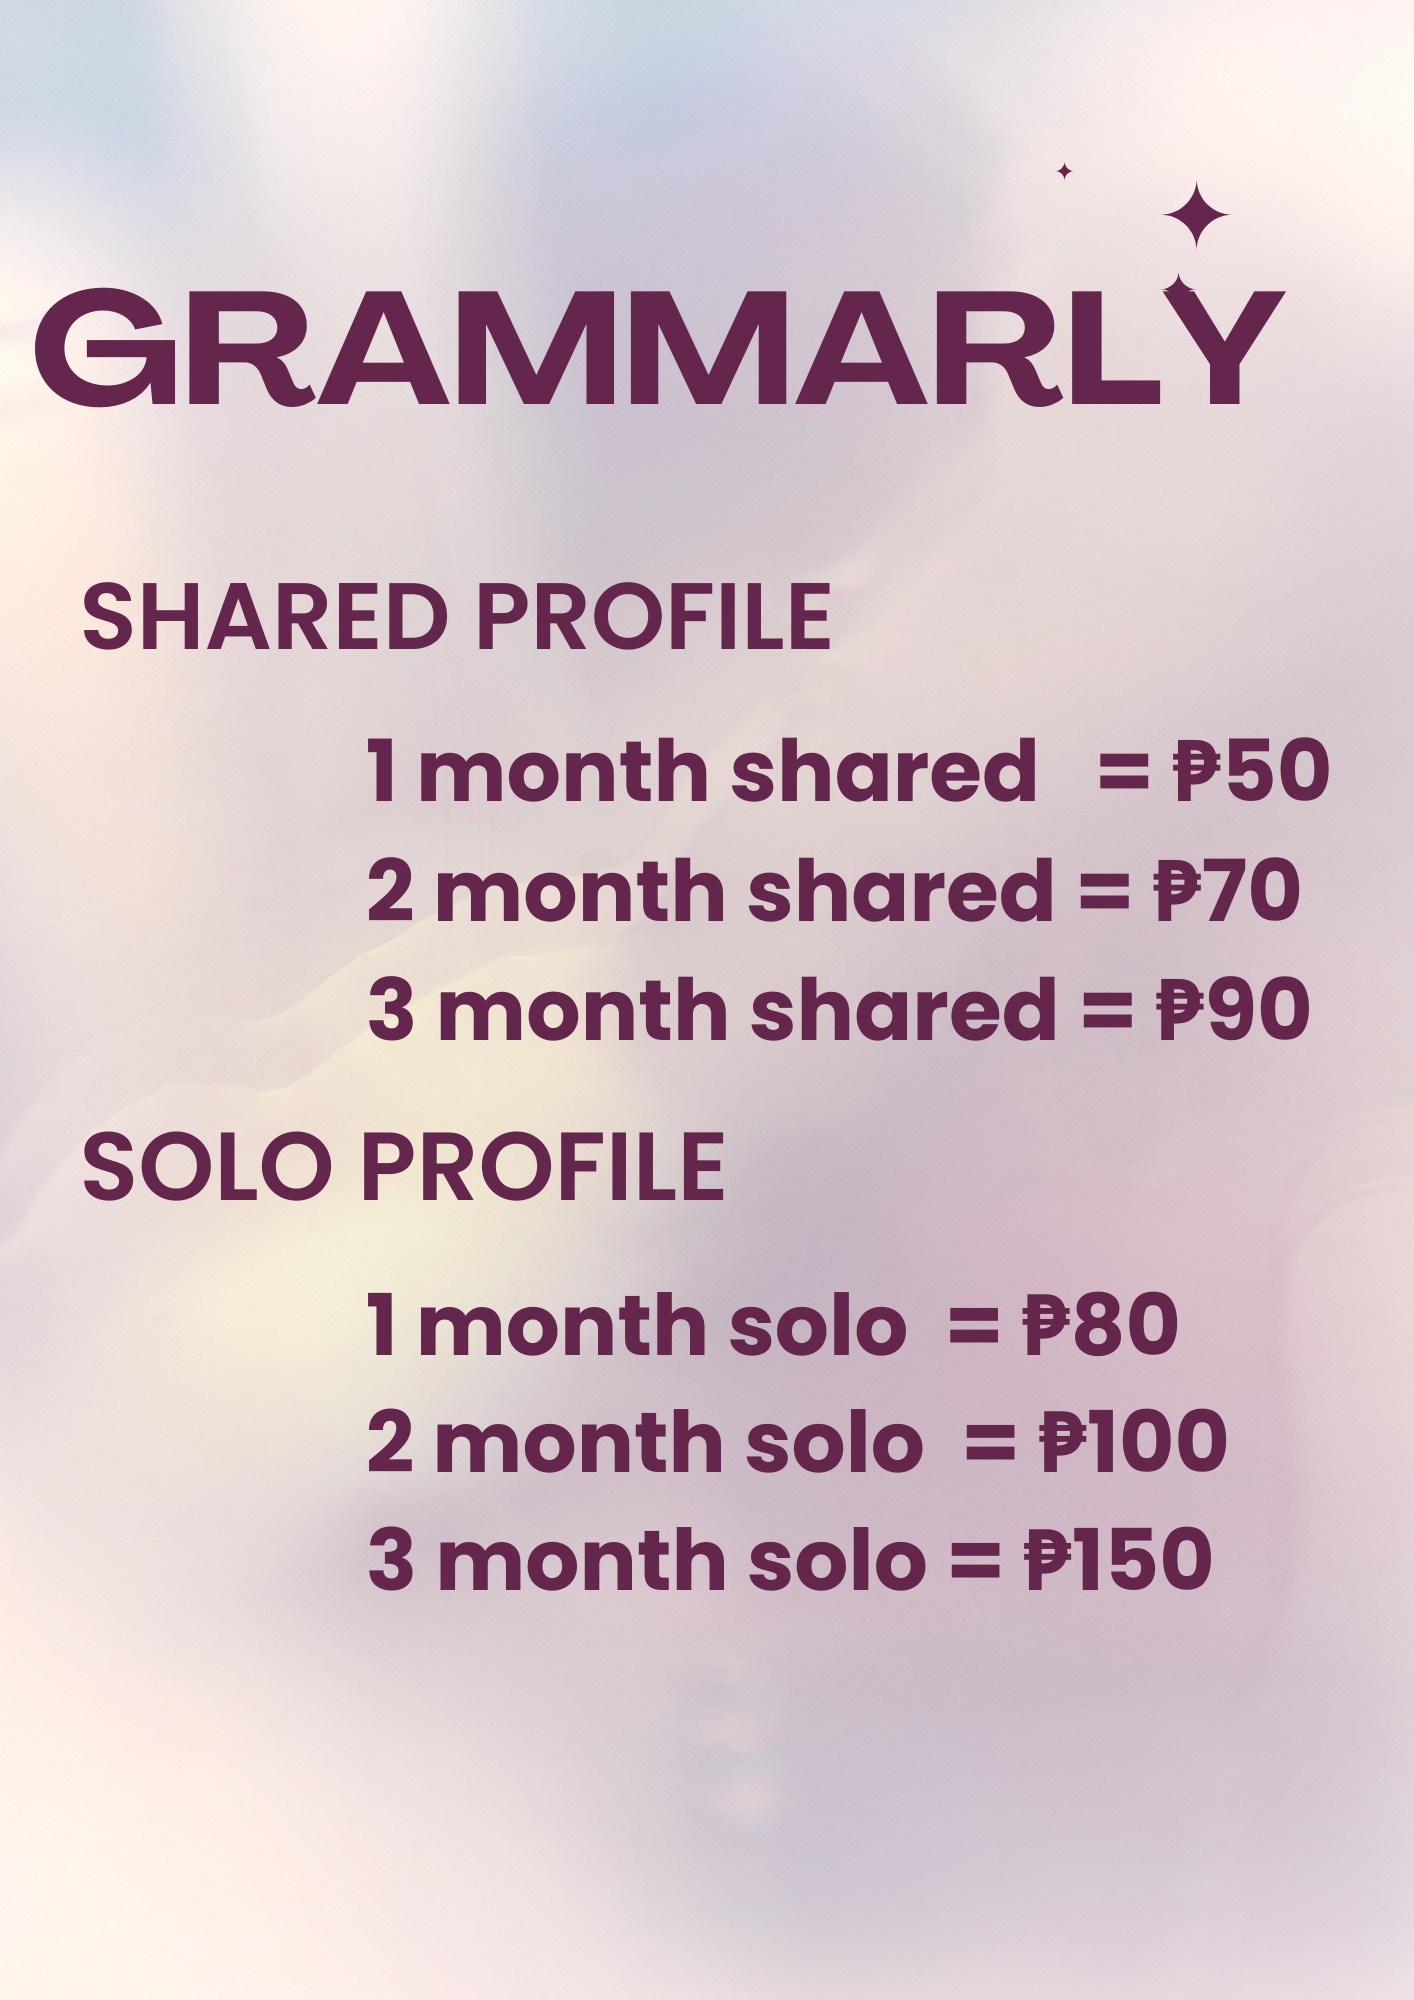 GRAMMARLY
SHARED PROFILE
1 month shared = ₱50
2 month shared = ₱70
3 month shared = ₱90
SOLO PROFILE
1 month solo = ₱80
2 month solo = ₱100
3 month solo = ₱150